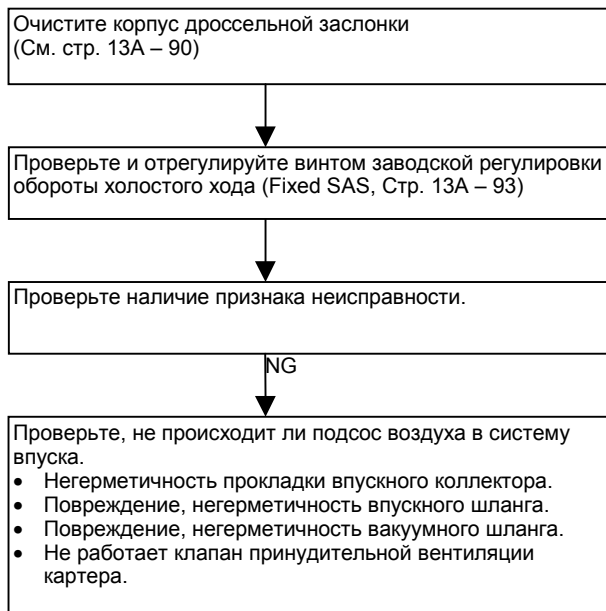 Очистите корпус дроссельной заслонки
(См. стр. 13А – 90)
Проверьте и отрегулируйте винтом заводской регулировки
обороты холостого хода (Fixed SAS, Стр. 13А – 93)
Проверьте наличие признака неисправности.
NG
Проверьте, не происходит ли подсос воздуха в систему
впуска.
• Негерметичность прокладки впускного коллектора.
• Повреждение, негерметичность впускного шланга.
• Повреждение, негерметичность вакуумного шланга.
• Не работает клапан принудительной вентиляции
картера.